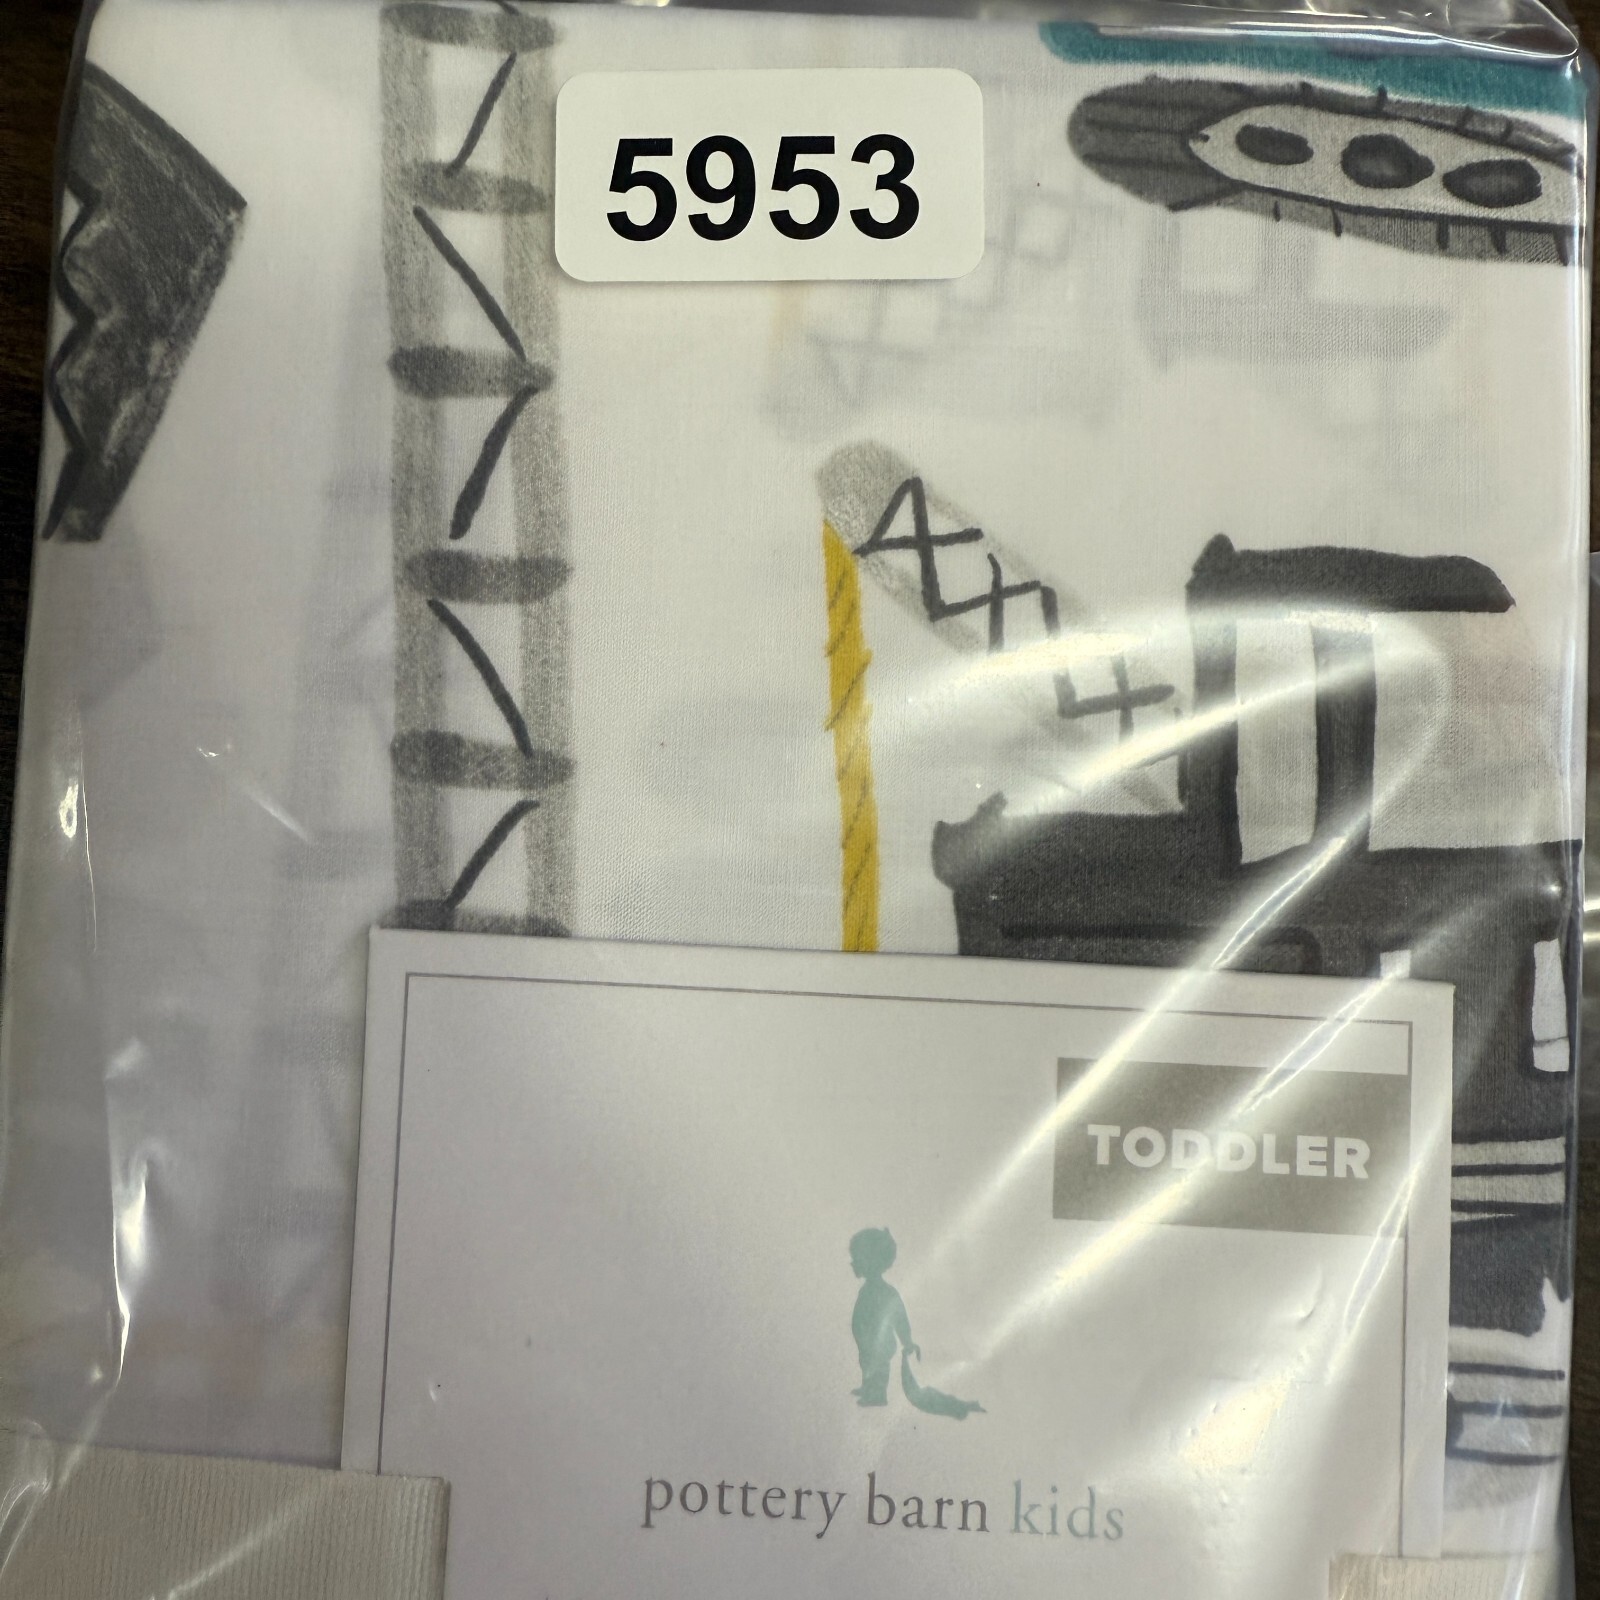 5953
TODDLER
pottery barn kids